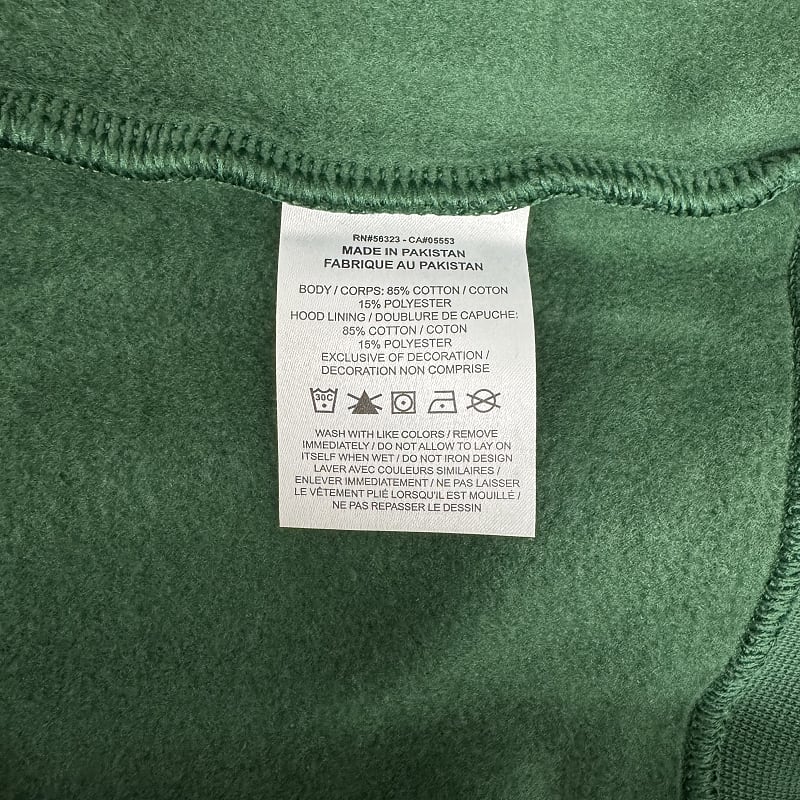 RN#56323 - CA#05553
MADE IN PAKISTAN
FABRIQUE AU PAKISTAN
BODY / CORPS: 85% COTTON / COTON
15% POLYESTER
HOOD LINING / DOUBLURE DE CAPUCHE:
85% COTTON / COTON
15% POLYESTER
EXCLUSIVE OF DECORATION /
DECORATION NON COMPRISE
30C
WASH WITH LIKE COLORS / REMOVE
IMMEDIATELY / DO NOT ALLOW TO LAY ON
ITSELF WHEN WET / DO NOT IRON DESIGN
LAVER AVEC COULEURS SIMILAIRES /
ENLEVER IMMEDIATEMENT / NE PAS LAISSER
LE VÊTEMENT PLIÉ LORSQU'IL EST MOUILLÉ /
NE PAS REPASSER LE DESSIN